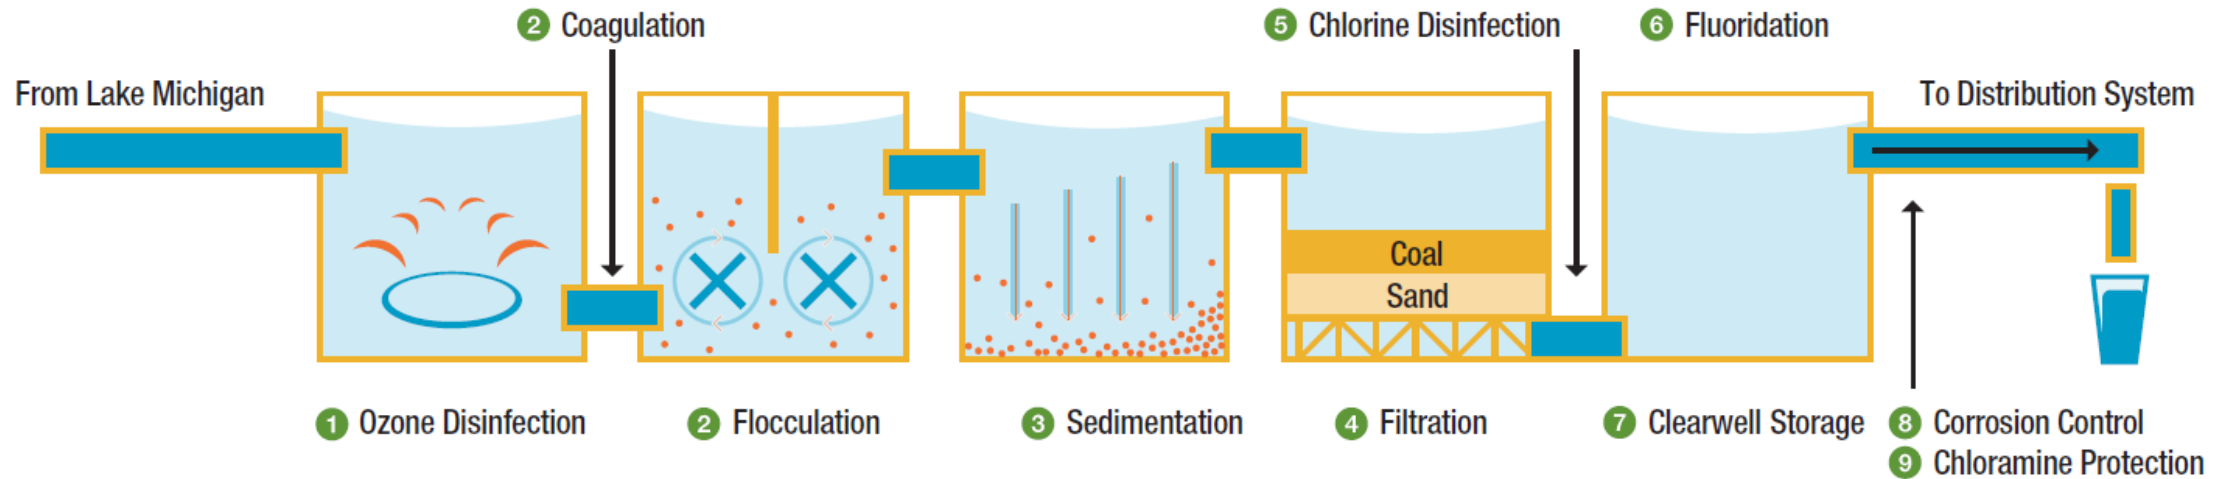 2 Coagulation
5 Chlorine Disinfection
6 Fluoridation
From Lake Michigan
To Distribution System
Coal
Sand
1 Ozone Disinfection
2 Flocculation
3 Sedimentation
4 Filtration
7 Clearwell Storage
8 Corrosion Control
9 Chloramine Protection